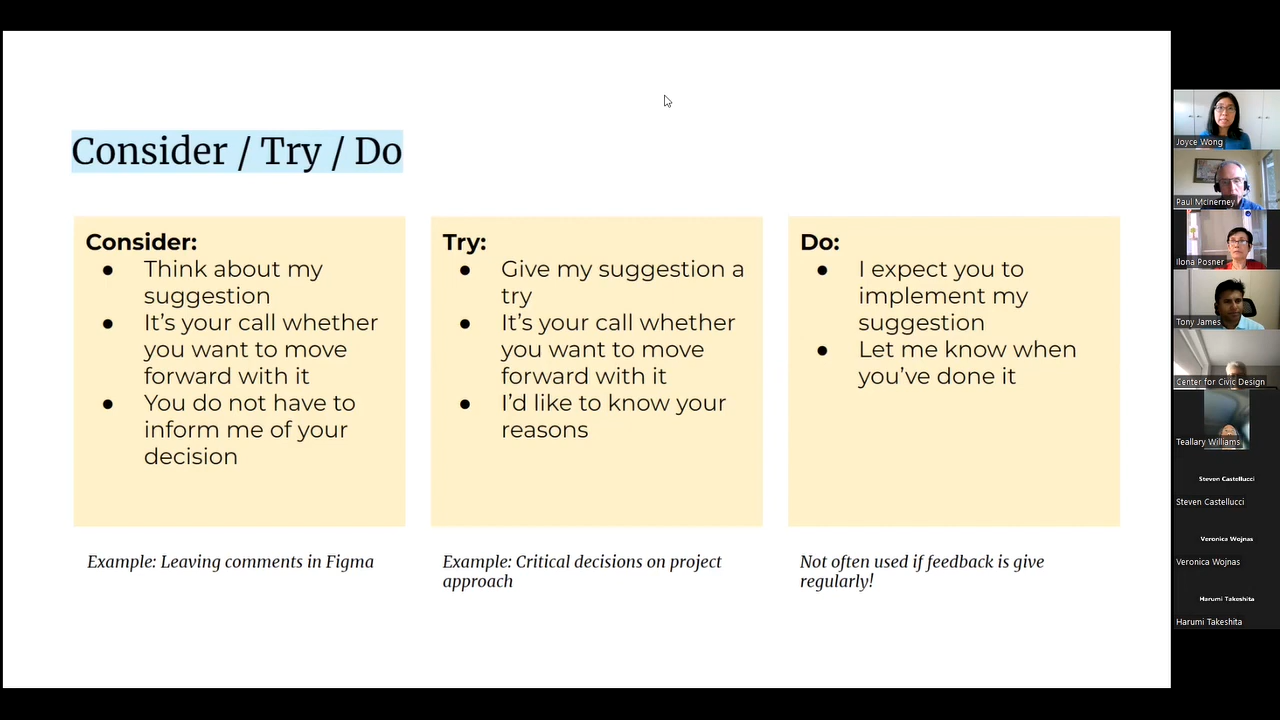 Consider / Try / Do
Consider:
● Think about my
suggestion
● It’s your call whether
you want to move
forward with it
● You do not have to
inform me of your
decision
Example: Leaving comments in Figma
Try:
● Give my suggestion a
try
● It’s your call whether
you want to move
forward with it
● I’d like to know your
reasons
Example: Critical decisions on project
approach
Do:
● I expect you to
implement my
suggestion
● Let me know when
you’ve done it
Not often used if feedback is give
regularly!
Joyce Wong
Paul McInerney
Ilona Posner
Tony James
Center for Civic Design
Teallary Williams
Steven Castellucci
Steven Castellucci
Veronica Wojnas
Veronica Wojnas
Harumi Takeshita
Harumi Takeshita